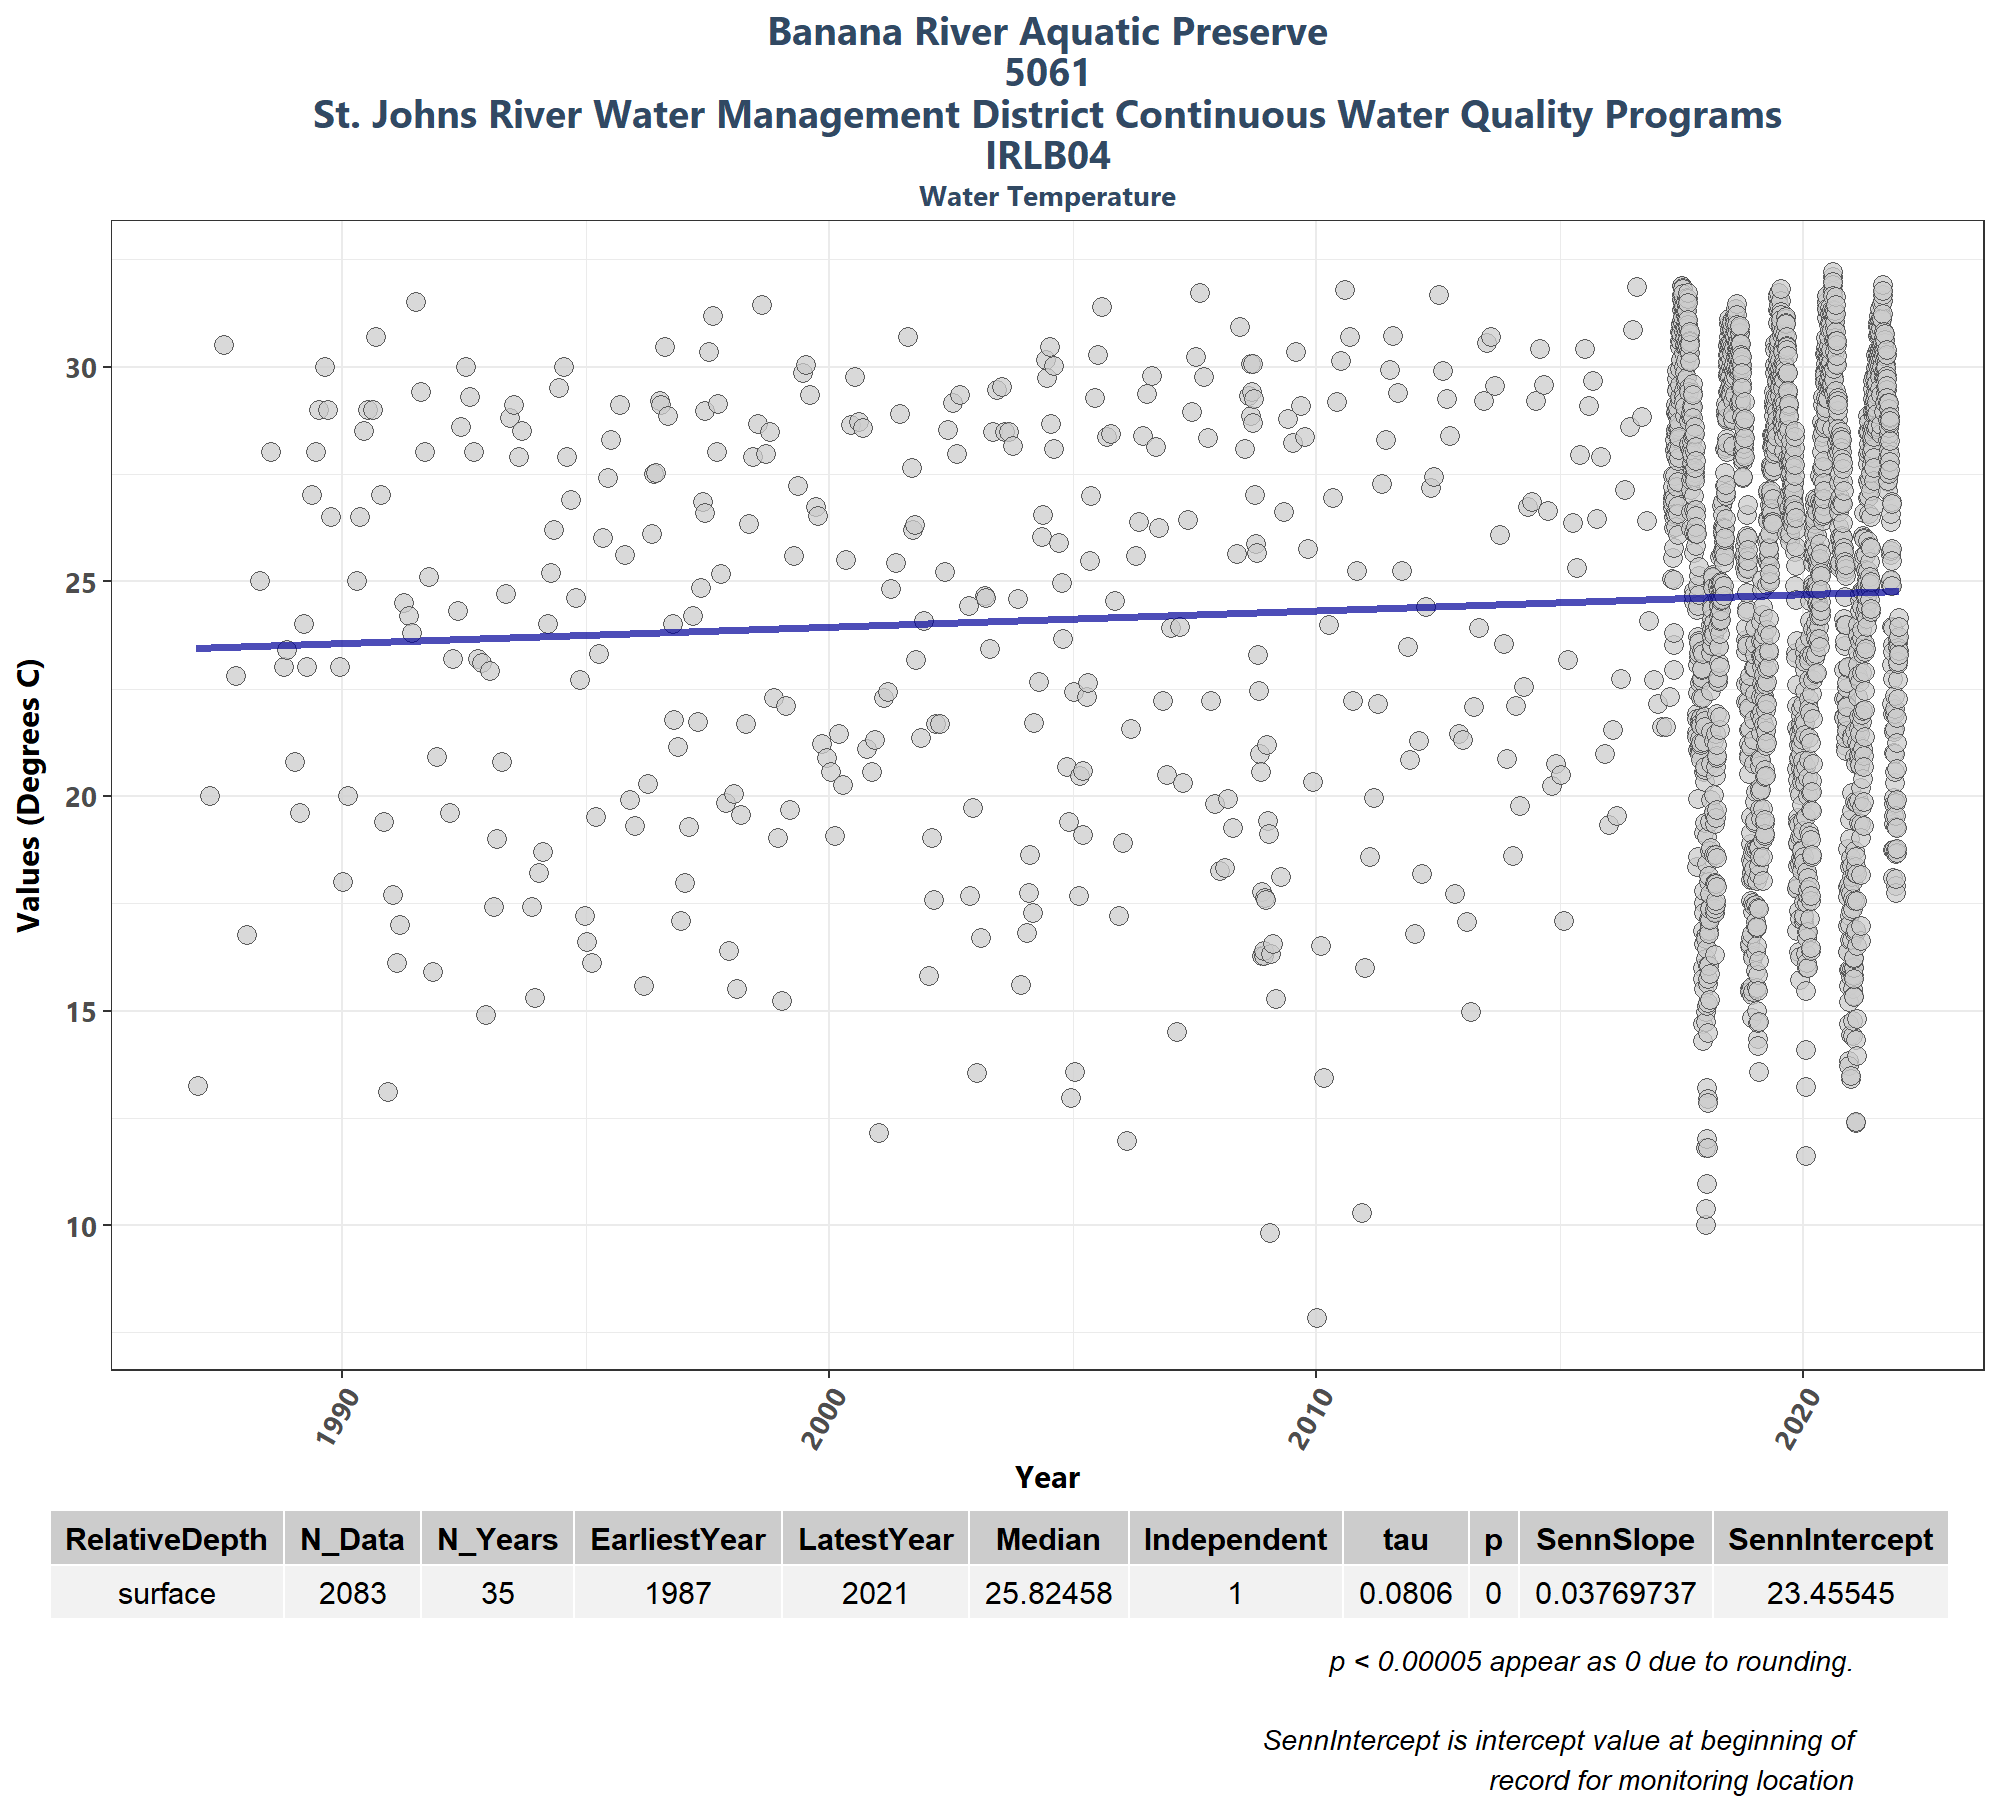 Banana River Aquatic Preserve
5061
St. Johns River Water Management District Continuous Water Quality Programs
IRLB04
Water Temperature
Values (Degrees C)
30
25
20
15
10
1990
2000
2010
2020
Year
RelativeDepth N_Data N_Years EarliestYear LatestYear Median Independent tau p SennSlope SennIntercept
surface 2083 35 1987 2021 25.82458 1 0.0806 0 0.03769737 23.45545
p < 0.00005 appear as 0 due to rounding.
SennIntercept is intercept value at beginning of
record for monitoring location